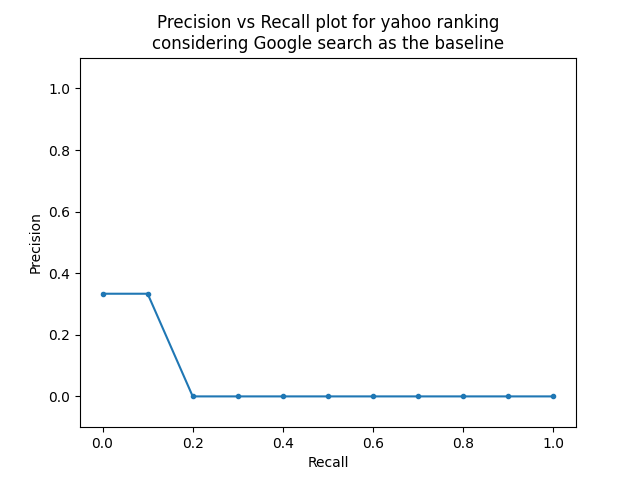 Precision vs Recall plot for yahoo ranking
considering Google search as the baseline
1.0
0.8
0.6
0.4
0.2
0.0
Precision
0.0 0.2 0.4 0.6 0.8 1.0
Recall